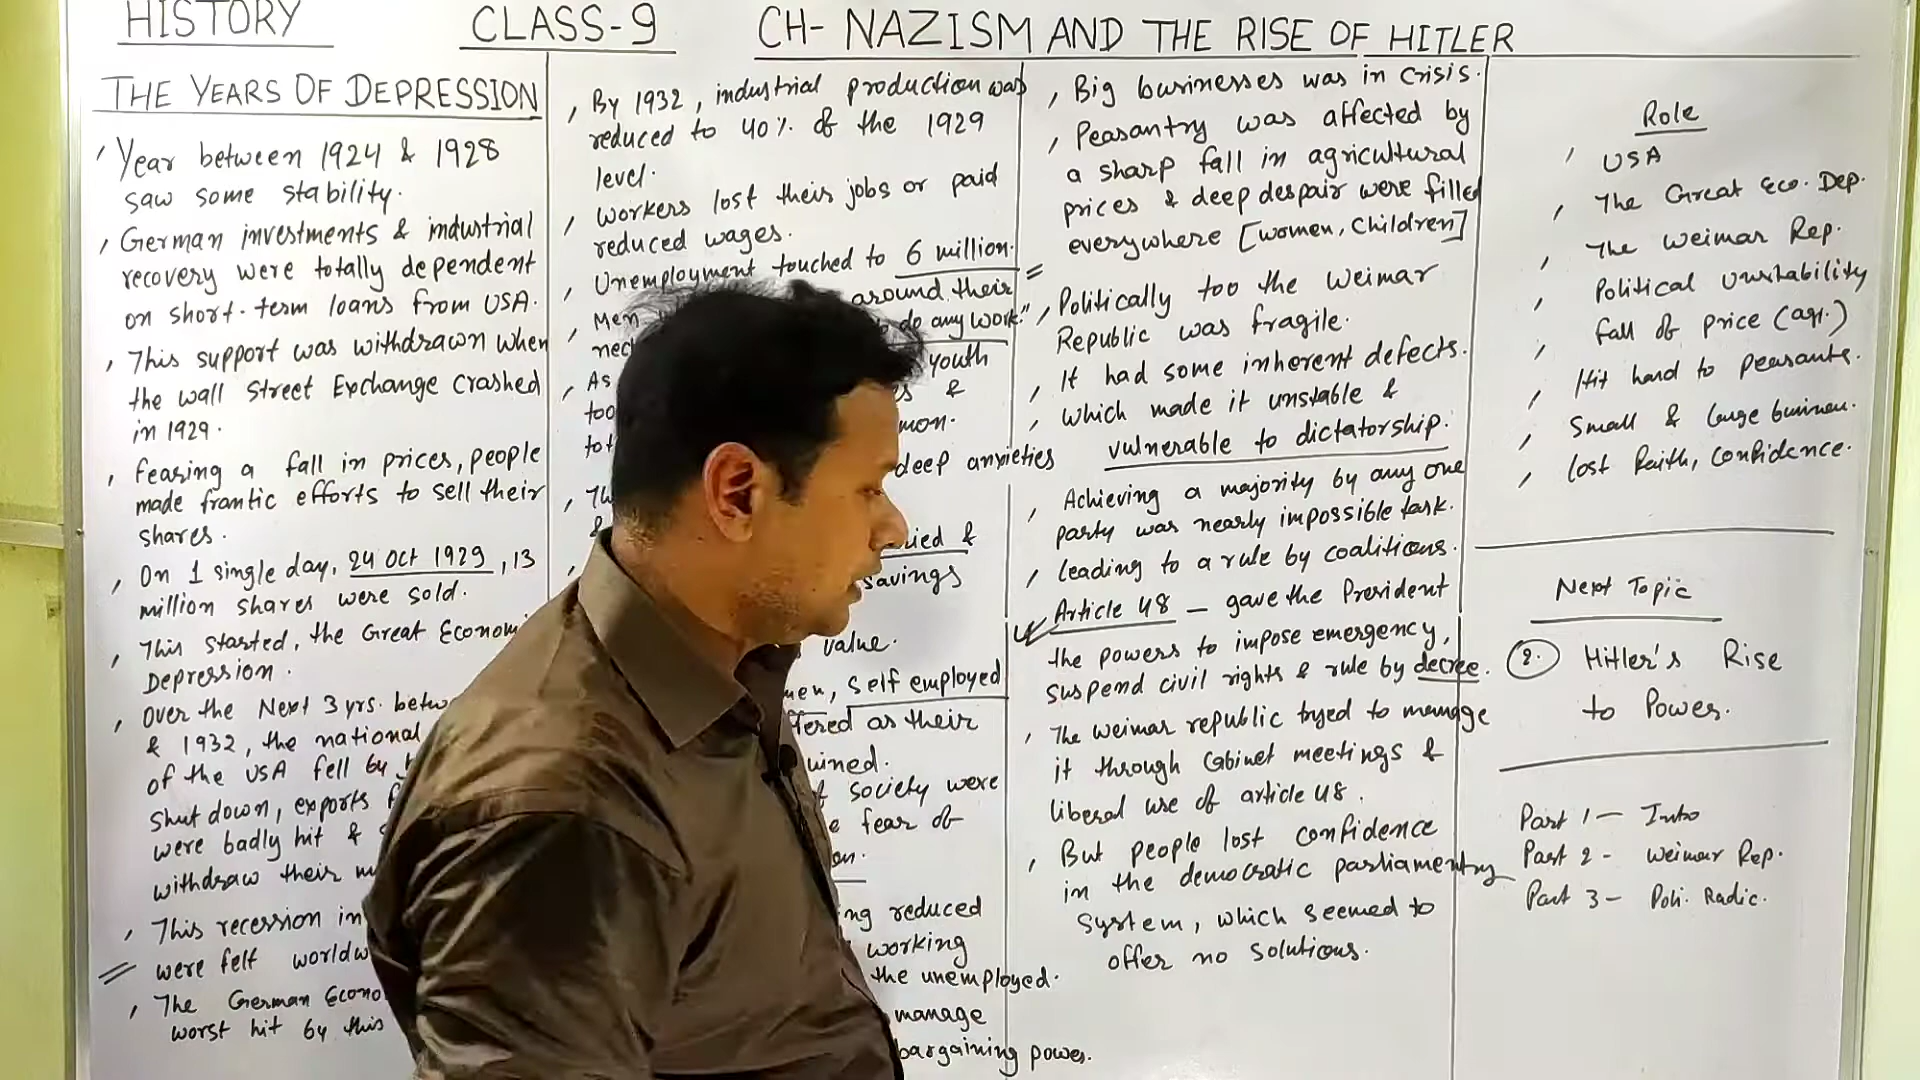 HISTORY CLASS-9 CH- NAZISM AND THE RISE OF HITLER
THE YEARS OF DEPRESSION
Year between 1924 & 1928
saw some stability.
German investments & industrial
recovery were totally dependent
on short-term loans from USA.
This support was withdrawn when
the wall Street Exchange crashed
in 1929.
Fearing a fall in prices, people
made frantic efforts to sell their
shares.
On 1 single day, 24 Oct 1929, 13
million shares were sold.
This started, the Great Econom
Depression.
Over the Next 3 yrs. betw
& 1932, the national
of the USA fell by
shut down, exports
were badly hit &
withdraw their m
This recession in
were felt worldw
The German Econo
worst hit by this
By 1932, industrial production was
reduced to 40% of the 1929
level.
Workers lost their jobs or paid
reduced wages.
Unemployment touched to 6 million.
Men around their
nec do any work."
As youth
too &
tot mon.
deep anxieties
Th
&
savings
value.
men, self employed
fered as their
uined.
f society were
e fear of
on.
ing reduced
working
the unemployed.
manage
bargaining power.
Big businesses was in crisis.
Peasantry was affected by
a sharp fall in agricultural
prices & deep despair were filled
everywhere [women, children]
Politically too the Weimar
Republic was fragile.
It had some inherent defects.
which made it unstable &
vulnerable to dictatorship.
Achieving a majority by any one
party was nearly impossible task.
leading to a rule by coalitions.
Article 48 — gave the President
the powers to impose emergency,
suspend civil rights & rule by decree.
The Weimar republic tryed to manage
it through Cabinet meetings &
liberal use of article 48.
But people lost confidence
in the democratic parliamentry
system, which seemed to
offer no solutions.
Role
USA
The Great Eco. Dep.
The Weimar Rep.
Political Unstability
fall of price (agr.)
Hit hard to peasants.
Small & large businen.
lost faith, confidence.
Next Topic
Hitler's Rise
to Power.
Part 1 — Intro
Part 2 - Weimar Rep.
Part 3 — Poli. Radic.